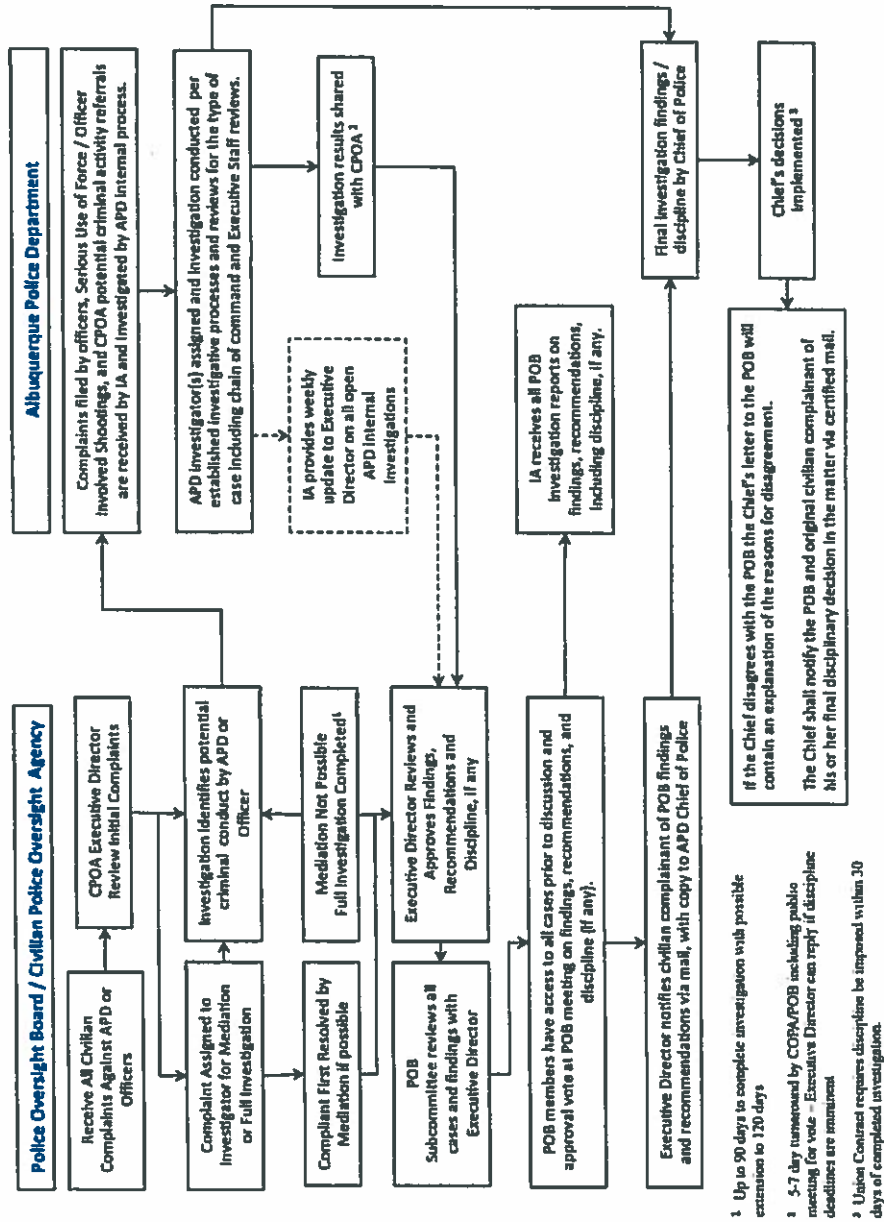 Police Oversight Board / Civilian Police Oversight Agency
Receive All Civilian
Complaints Against APD or
Officers
CPOA Executive Director
Review Initial Complaints
Complaint Assigned to
Investigator for Mediation
or Full Investigation
Investigation Identifies potential
criminal conduct by APD or
Officer
Compliant First Resolved by
Mediation if possible
Mediation Not Possible
Full Investigation Completed¹
POB
Subcommittee reviews all
cases and findings with
Executive Director
Executive Director Reviews and
Approves Findings,
Recommendations and
Discipline, if any
POB members have access to all cases prior to discussion and
approval vote at POB meeting on findings, recommendations, and
discipline (if any).
Executive Director notifies civilian complainant of POB findings
and recommendations via mail, with copy to APD Chief of Police
Albuquerque Police Department
Complaints filed by officers, Serious Use of Force / Officer
Involved Shootings, and CPOA potential criminal activity referrals
are received by IA and Investigated by APD internal process.
APD Investigator(s) assigned and Investigation conducted per
established investigative processes and reviews for the type of
case including chain of command and Executive Staff reviews.
IA provides weekly
update to Executive
Director on all open
APD Internal
Investigations
Investigation results shared
with CPOA ²
IA receives all POB
Investigation reports on
findings, recommendations,
including discipline, if any.
Final investigation findings /
discipline by Chief of Police
Chief's decisions
implemented ³
If the Chief disagrees with the POB the Chief's letter to the POB will
contain an explanation of the reasons for disagreement.
The Chief shall notify the POB and original civilian complainant of
his or her final disciplinary decision in the matter via certified mail.
¹ Up to 90 days to complete investigation with possible
extension to 120 days
² 5-7 day turnaround by COPA/POB including public
meeting for vote – Executive Director can reply if discipline
deadlines are imminent
³ Union Contract requires discipline be imposed within 30
days of completed investigation.